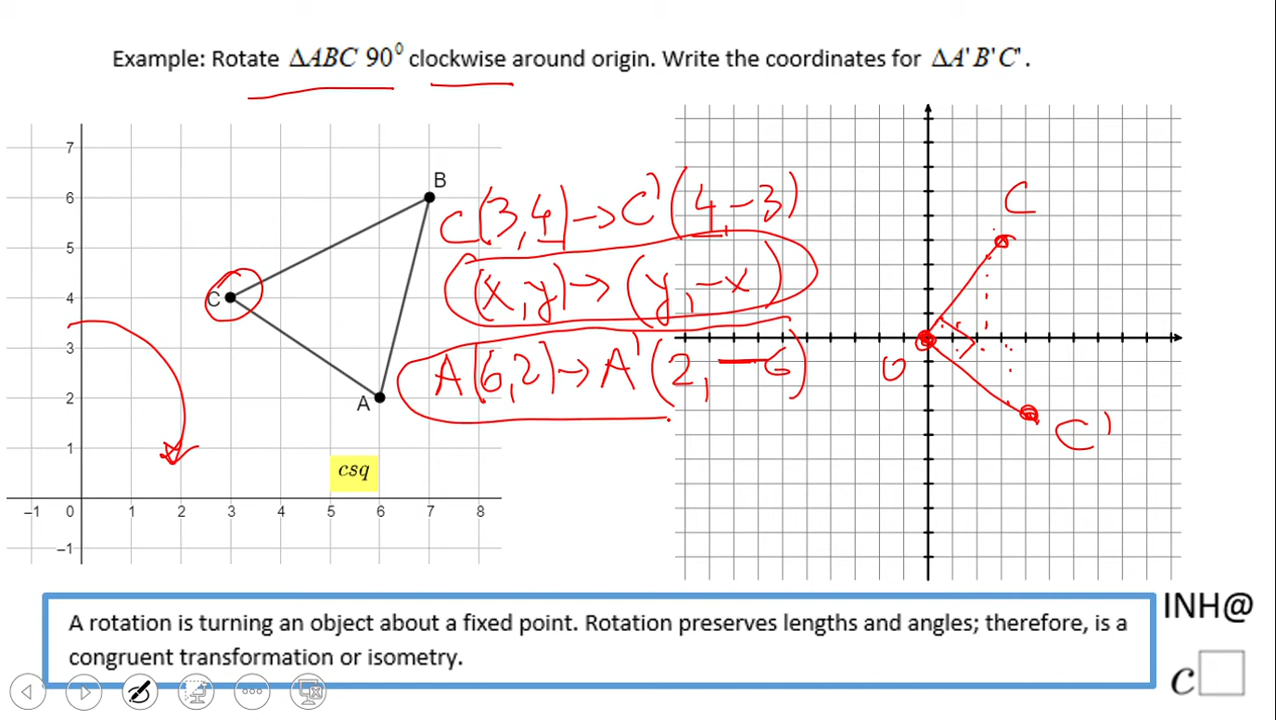 Example: Rotate ΔABC 90⁰ clockwise around origin. Write the coordinates for ΔA'B'C'.
7
6
5
4
3
2
1
−1
−1 0 1 2 3 4 5 6 7 8
B
C
A
csq
C(3,4)→C'(4,−3)
(x,y)→(y,−x)
A(6,2)→A'(2,−6)
C
O
C'
A rotation is turning an object about a fixed point. Rotation preserves lengths and angles; therefore, is a
congruent transformation or isometry.
INH@
c